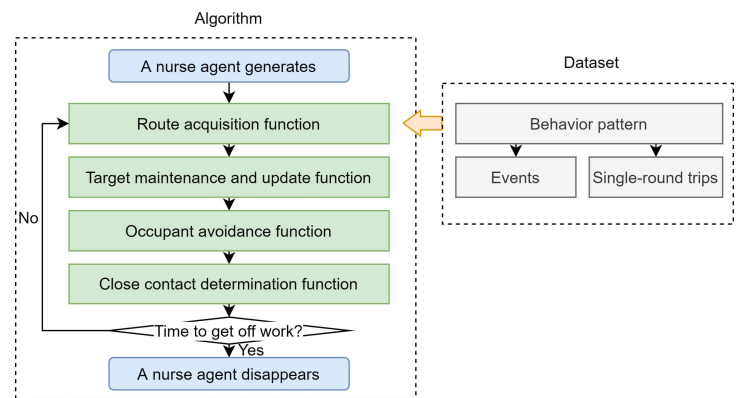 Algorithm
A nurse agent generates
Route acquisition function
Target maintenance and update function
Occupant avoidance function
Close contact determination function
Time to get off work?
No
Yes
A nurse agent disappears
Dataset
Behavior pattern
Events
Single-round trips